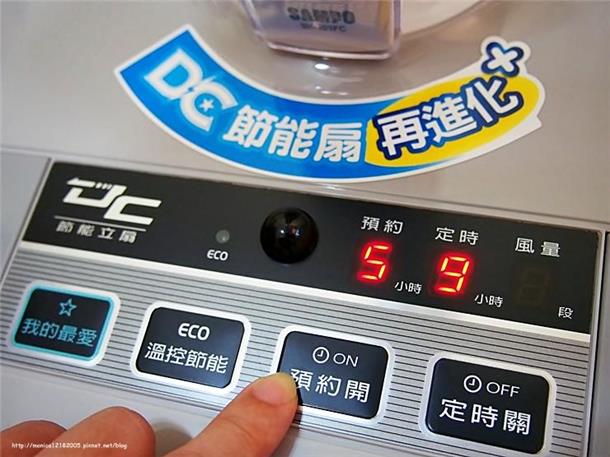 SAMPO
DC節能扇
再進化+
DC
節能立扇
ECO
預約 定時 風量
5 小時 9 小時 段
☆
我的最愛
ECO
溫控節能
ON
預約開
OFF
定時關
http://monica12182005.pixnet.net/blog